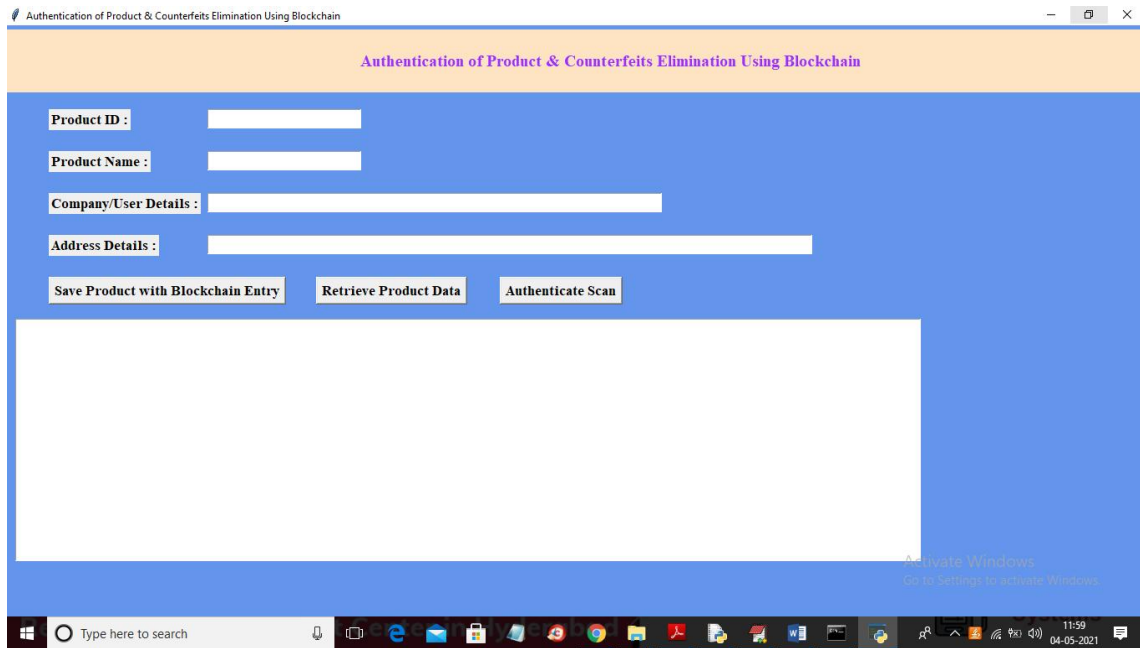 Authentication of Product & Counterfeits Elimination Using Blockchain
Authentication of Product & Counterfeits Elimination Using Blockchain
Product ID :
Product Name :
Company/User Details :
Address Details :
Save Product with Blockchain Entry Retrieve Product Data Authenticate Scan
Activate Windows
Go to Settings to activate Windows.
Type here to search
11:59
04-05-2021